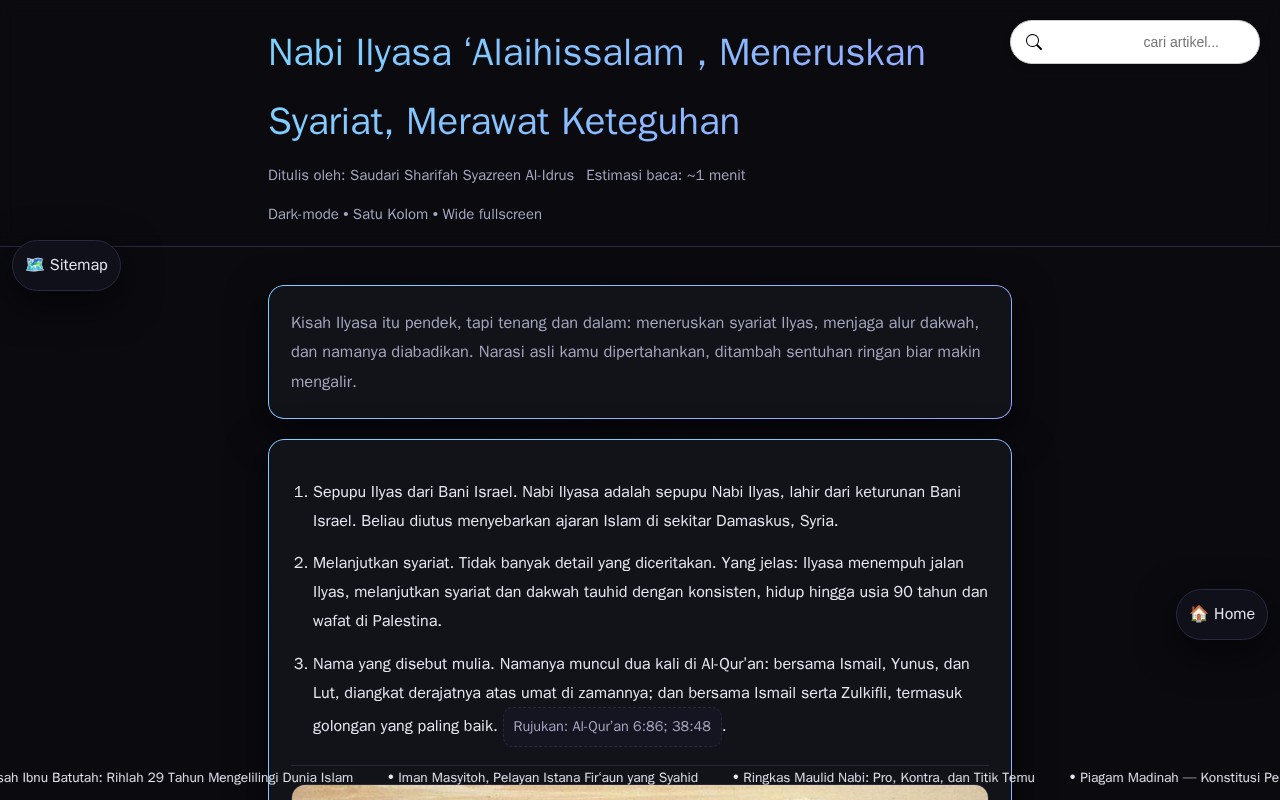 Nabi Ilyasa ‘Alaihissalam , Meneruskan
Syariat, Merawat Keteguhan
cari artikel...
Ditulis oleh: Saudari Sharifah Syazreen Al-Idrus Estimasi baca: ~1 menit
Dark-mode • Satu Kolom • Wide fullscreen
🗺️ Sitemap
Kisah Ilyasa itu pendek, tapi tenang dan dalam: meneruskan syariat Ilyas, menjaga alur dakwah,
dan namanya diabadikan. Narasi asli kamu dipertahankan, ditambah sentuhan ringan biar makin
mengalir.
1. Sepupu Ilyas dari Bani Israel. Nabi Ilyasa adalah sepupu Nabi Ilyas, lahir dari keturunan Bani
Israel. Beliau diutus menyebarkan ajaran Islam di sekitar Damaskus, Syria.
2. Melanjutkan syariat. Tidak banyak detail yang diceritakan. Yang jelas: Ilyasa menempuh jalan
Ilyas, melanjutkan syariat dan dakwah tauhid dengan konsisten, hidup hingga usia 90 tahun dan
wafat di Palestina.
🏠 Home
3. Nama yang disebut mulia. Namanya muncul dua kali di Al-Qur'an: bersama Ismail, Yunus, dan
Lut, diangkat derajatnya atas umat di zamannya; dan bersama Ismail serta Zulkifli, termasuk
golongan yang paling baik. Rujukan: Al-Qur'an 6:86; 38:48 .
sah Ibnu Batutah: Rihlah 29 Tahun Mengelilingi Dunia Islam • Iman Masyitoh, Pelayan Istana Fir'aun yang Syahid • Ringkas Maulid Nabi: Pro, Kontra, dan Titik Temu • Piagam Madinah — Konstitusi Pe